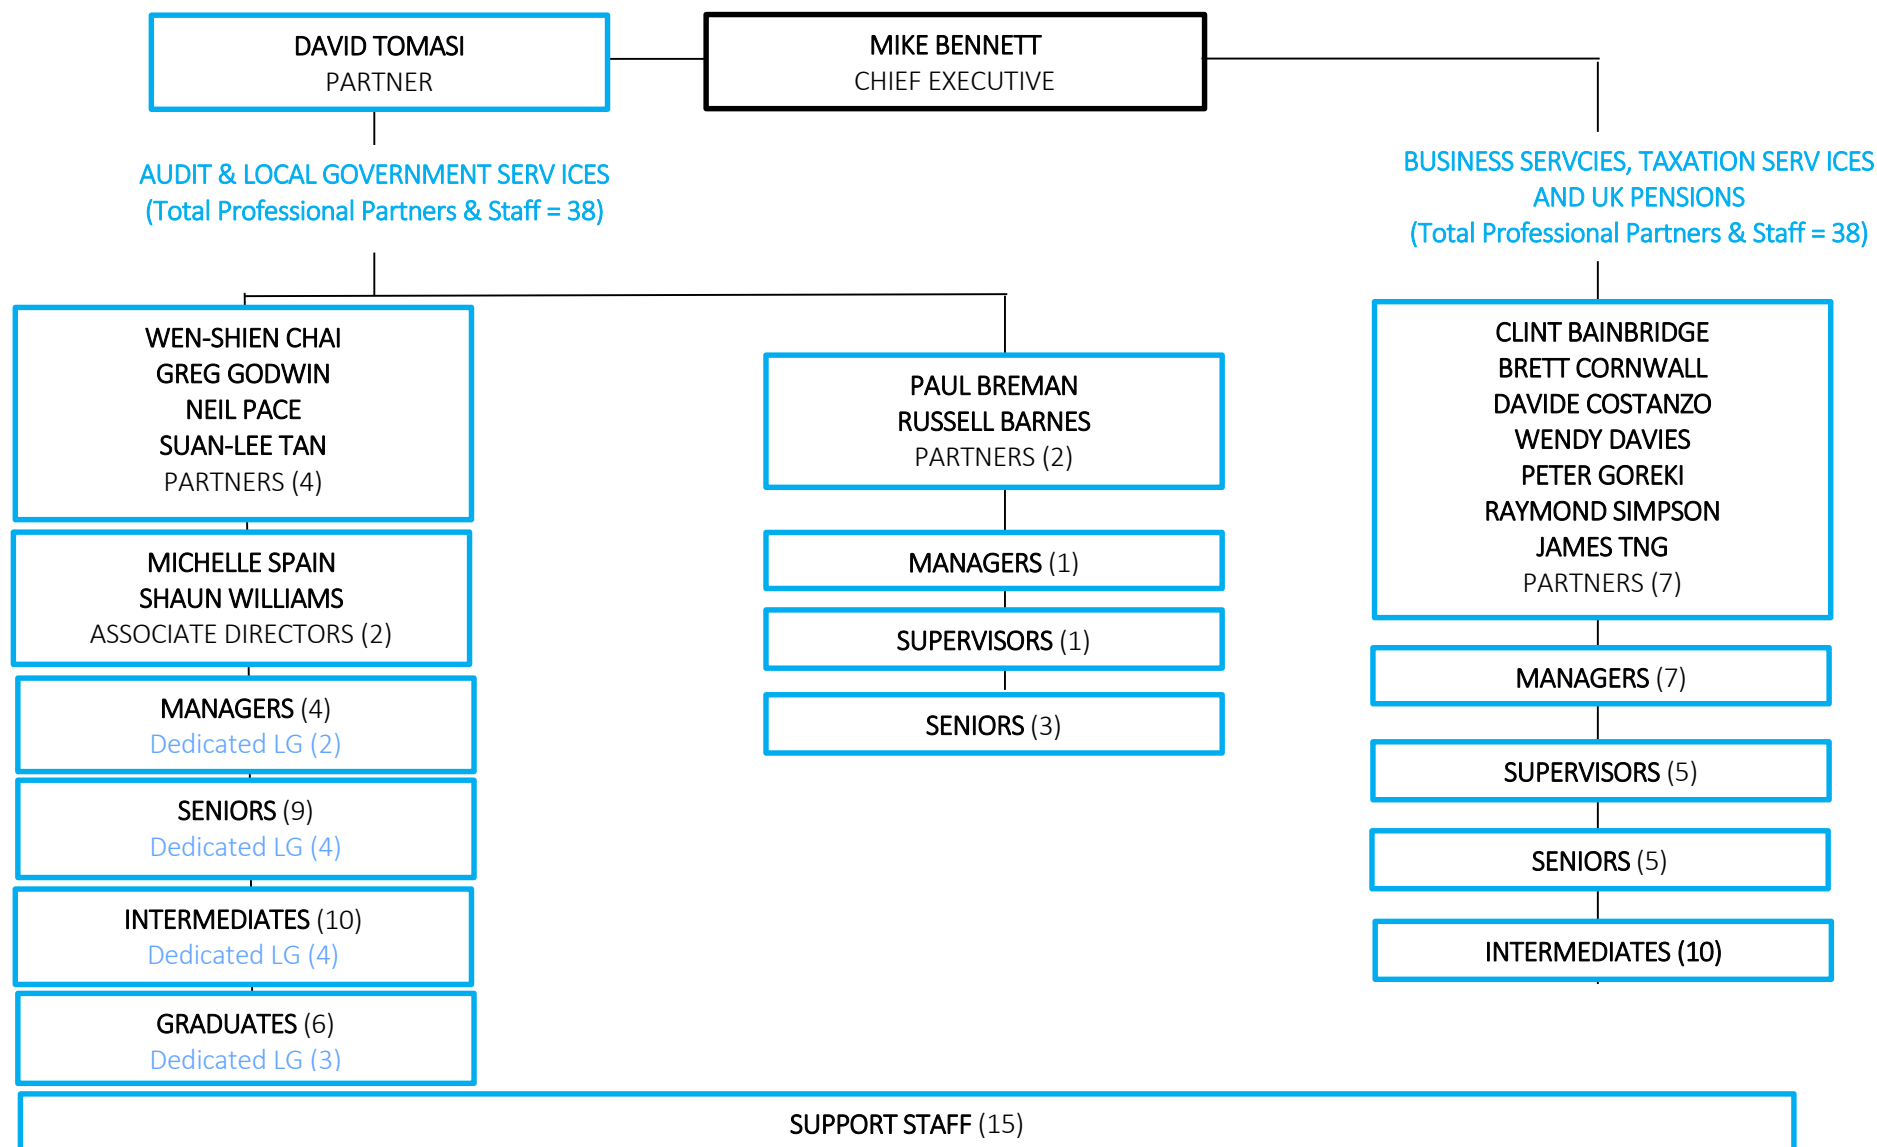 DAVID TOMASI
PARTNER
MIKE BENNETT
CHIEF EXECUTIVE
AUDIT & LOCAL GOVERNMENT SERV ICES
(Total Professional Partners & Staff = 38)
BUSINESS SERVCIES, TAXATION SERV ICES
AND UK PENSIONS
(Total Professional Partners & Staff = 38)
WEN-SHIEN CHAI
GREG GODWIN
NEIL PACE
SUAN-LEE TAN
PARTNERS (4)
MICHELLE SPAIN
SHAUN WILLIAMS
ASSOCIATE DIRECTORS (2)
MANAGERS (4)
Dedicated LG (2)
SENIORS (9)
Dedicated LG (4)
INTERMEDIATES (10)
Dedicated LG (4)
GRADUATES (6)
Dedicated LG (3)
PAUL BREMAN
RUSSELL BARNES
PARTNERS (2)
MANAGERS (1)
SUPERVISORS (1)
SENIORS (3)
CLINT BAINBRIDGE
BRETT CORNWALL
DAVIDE COSTANZO
WENDY DAVIES
PETER GOREKI
RAYMOND SIMPSON
JAMES TNG
PARTNERS (7)
MANAGERS (7)
SUPERVISORS (5)
SENIORS (5)
INTERMEDIATES (10)
SUPPORT STAFF (15)